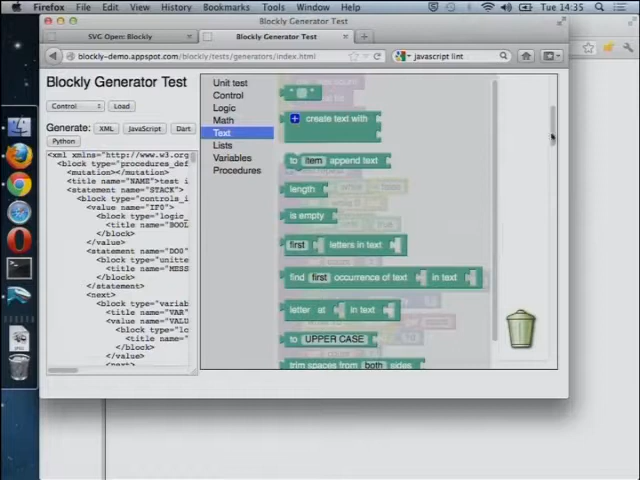 Firefox File Edit View History Bookmarks Tools Window Help
Tue 14:35
Blockly Generator Test
SVG Open: Blockly
Blockly Generator Test
blockly-demo.appspot.com/blockly/tests/generators/index.html
javascript lint
Blockly Generator Test
Control
Load
Generate:
XML
JavaScript
Dart
Python
<xml xmlns="http://www.w3.org
<block type="procedures_def
<mutation></mutation>
<title name="NAME">test i
<statement name="STACK">
<block type="controls_i
<value name="IF0">
<block type="logic_
<title name="BOOL
</block>
</value>
<statement name="DO0"
<block type="unitte
<title name="MESS
</block>
</statement>
<next>
<block type="variab
<title name="VAR"
<value name="VALU
<block type="lo
<title name="
</block>
</value>
<next>
Unit test
Control
Logic
Math
Text
Lists
Variables
Procedures
create text with
to item append text
length
is empty
first letters in text
find first occurrence of text in text
letter at in text
to UPPER CASE
trim spaces from both sides